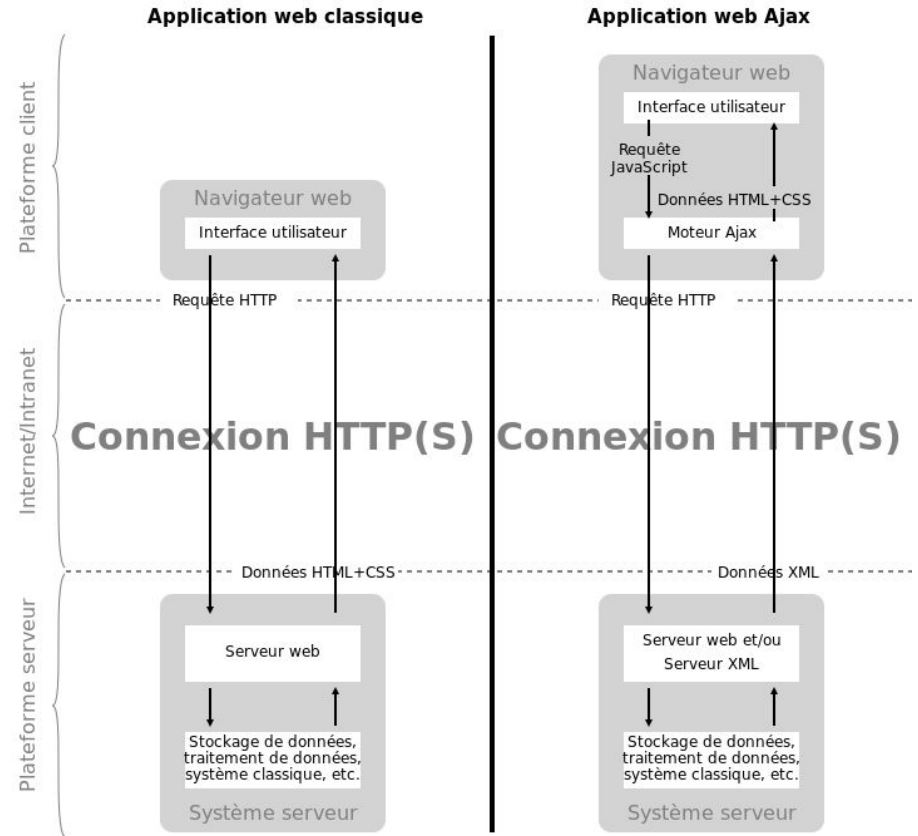 Application web classique
Application web Ajax
Plateforme client
Navigateur web
Interface utilisateur
Navigateur web
Interface utilisateur
Requête
JavaScript
Données HTML+CSS
Moteur Ajax
Requête HTTP
Requête HTTP
Internet/Intranet
Connexion HTTP(S)
Connexion HTTP(S)
Données HTML+CSS
Données XML
Plateforme serveur
Serveur web
Stockage de données,
traitement de données,
système classique, etc.
Système serveur
Serveur web et/ou
Serveur XML
Stockage de données,
traitement de données,
système classique, etc.
Système serveur